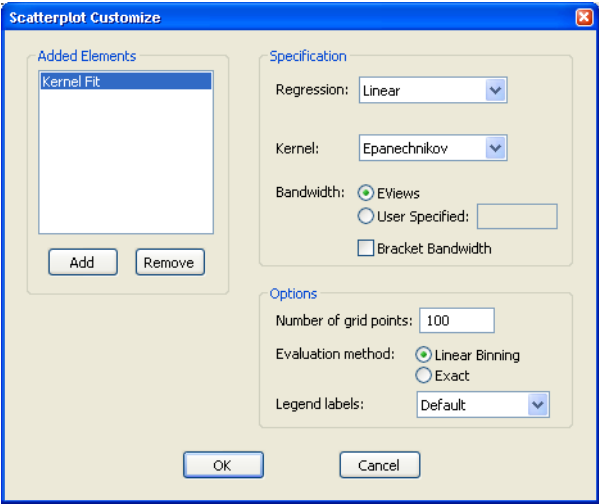 Scatterplot Customize
Added Elements
Kernel Fit
Add
Remove
Specification
Regression: Linear
Kernel: Epanechnikov
Bandwidth: EViews
User Specified:
Bracket Bandwidth
Options
Number of grid points: 100
Evaluation method: Linear Binning
Exact
Legend labels: Default
OK
Cancel